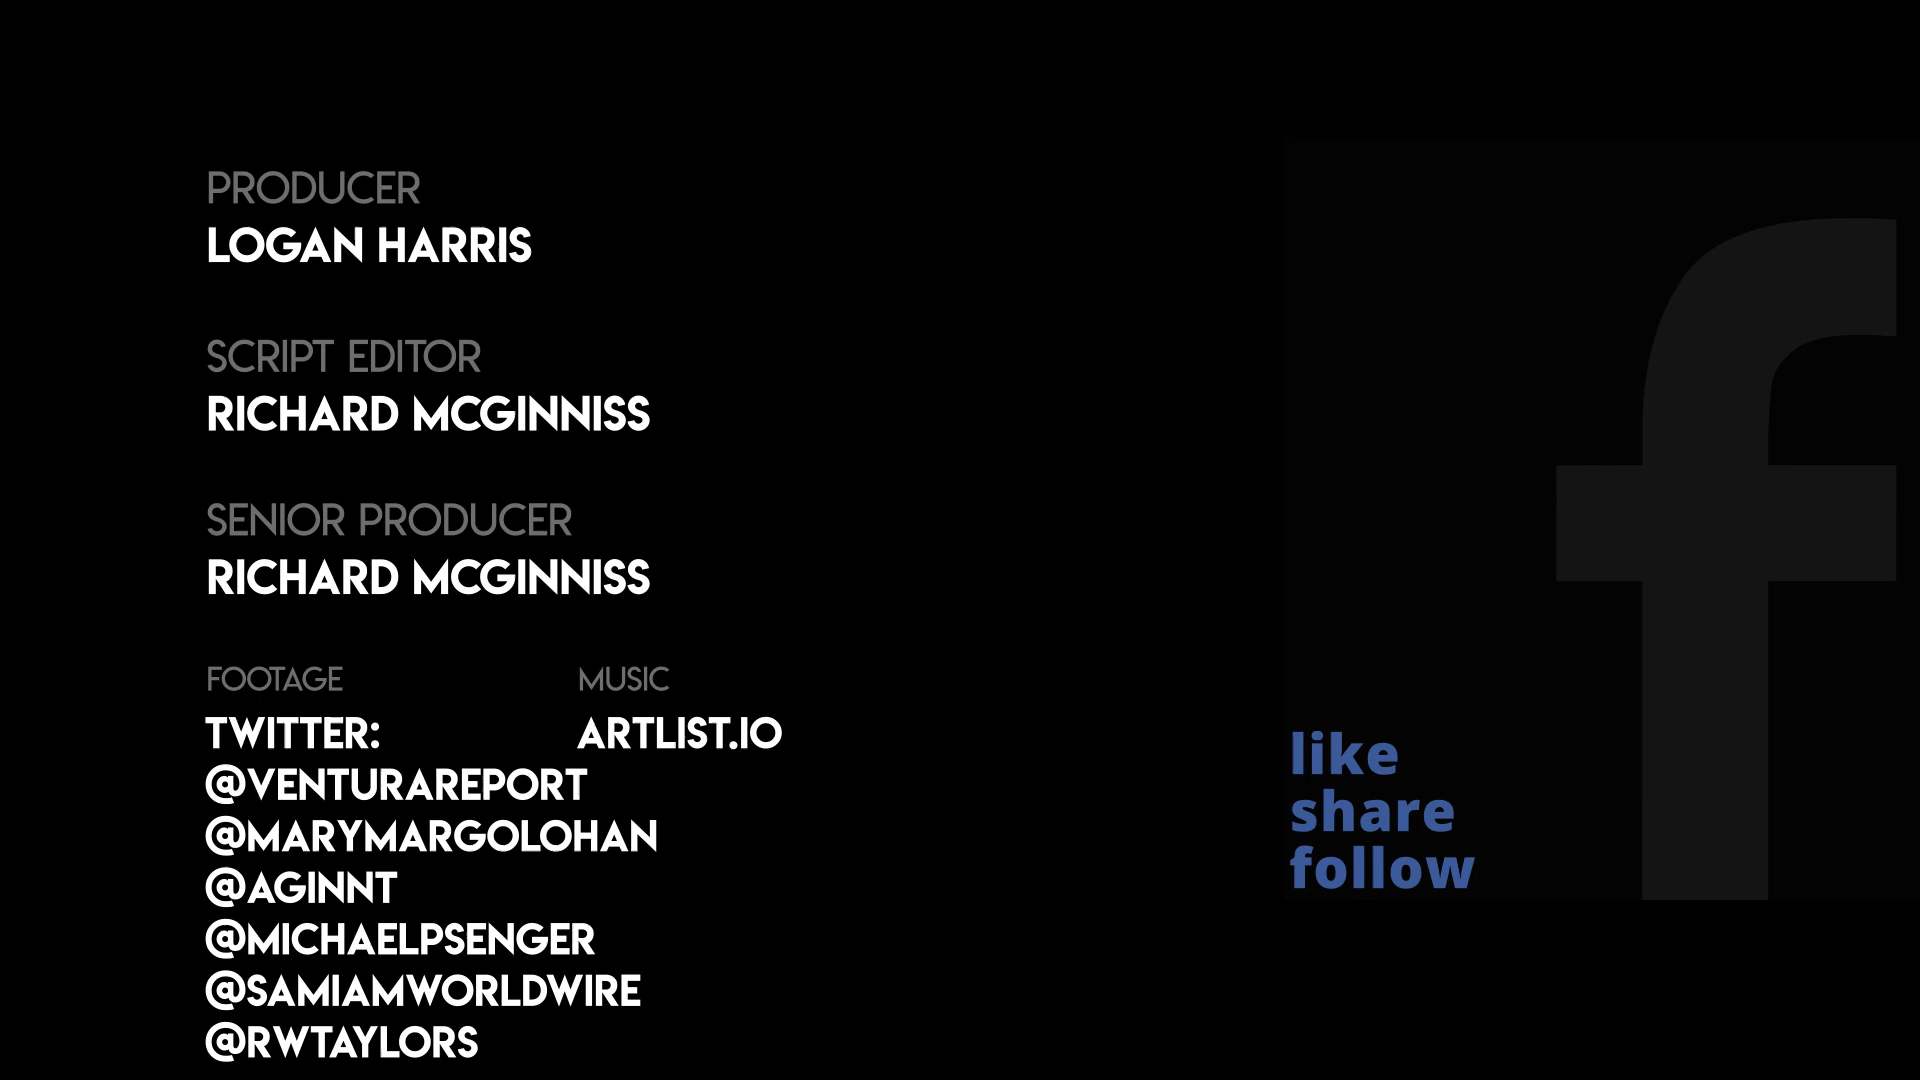 PRODUCER
LOGAN HARRIS
SCRIPT EDITOR
RICHARD MCGINNISS
SENIOR PRODUCER
RICHARD MCGINNISS
FOOTAGE
TWITTER:
@VENTURAREPORT
@MARYMARGOLOHAN
@AGINNT
@MICHAELPSENGER
@SAMIAMWORLDWIRE
@RWTAYLORS
MUSIC
ARTLIST.IO
like
share
follow
f